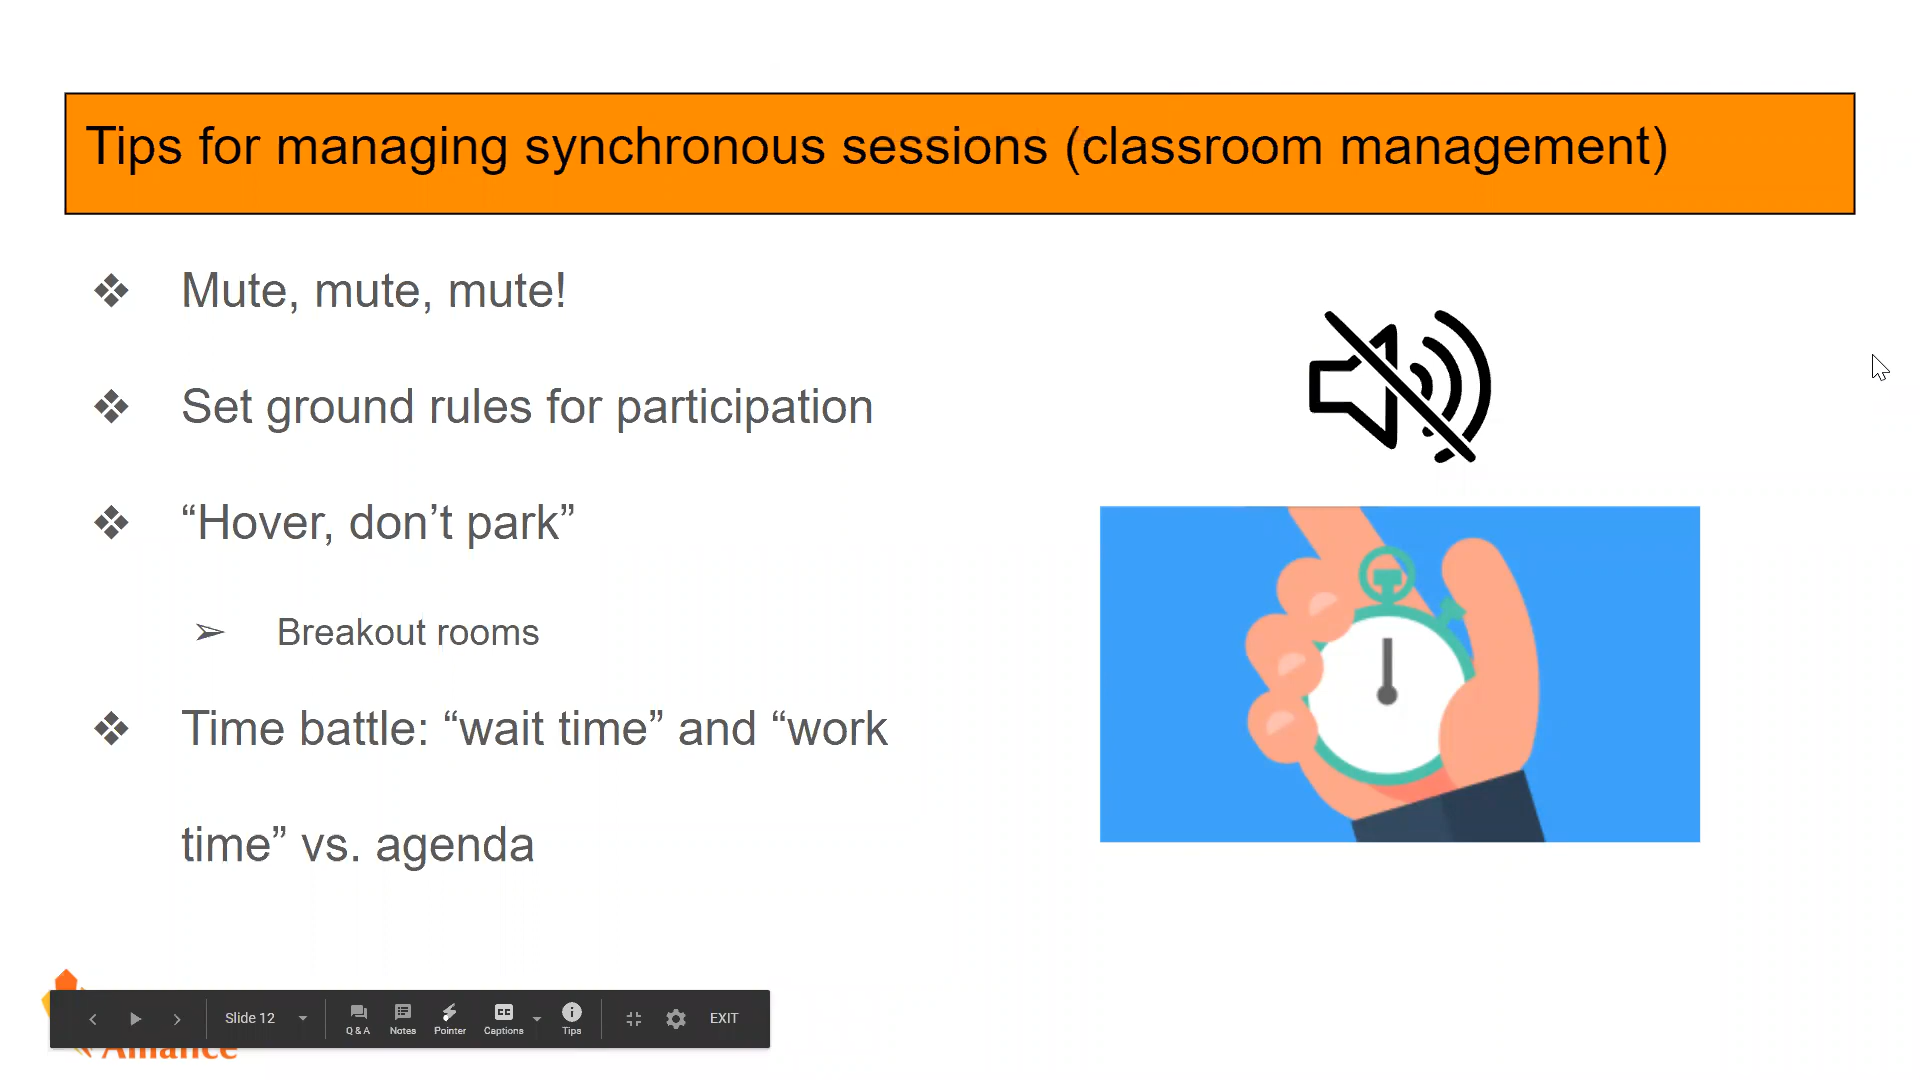 Tips for managing synchronous sessions (classroom management)
❖ Mute, mute, mute!
❖ Set ground rules for participation
❖ “Hover, don’t park”
➢ Breakout rooms
❖ Time battle: “wait time” and “work
time” vs. agenda
Slide 12
Q & A
Notes
Pointer
CC
Captions
Tips
EXIT